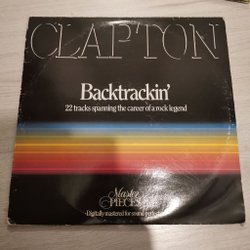 CLAPTON
Backtrackin'
22 tracks spanning the career of a rock legend
Master
PIECES
Digitally mastered for sound perfection